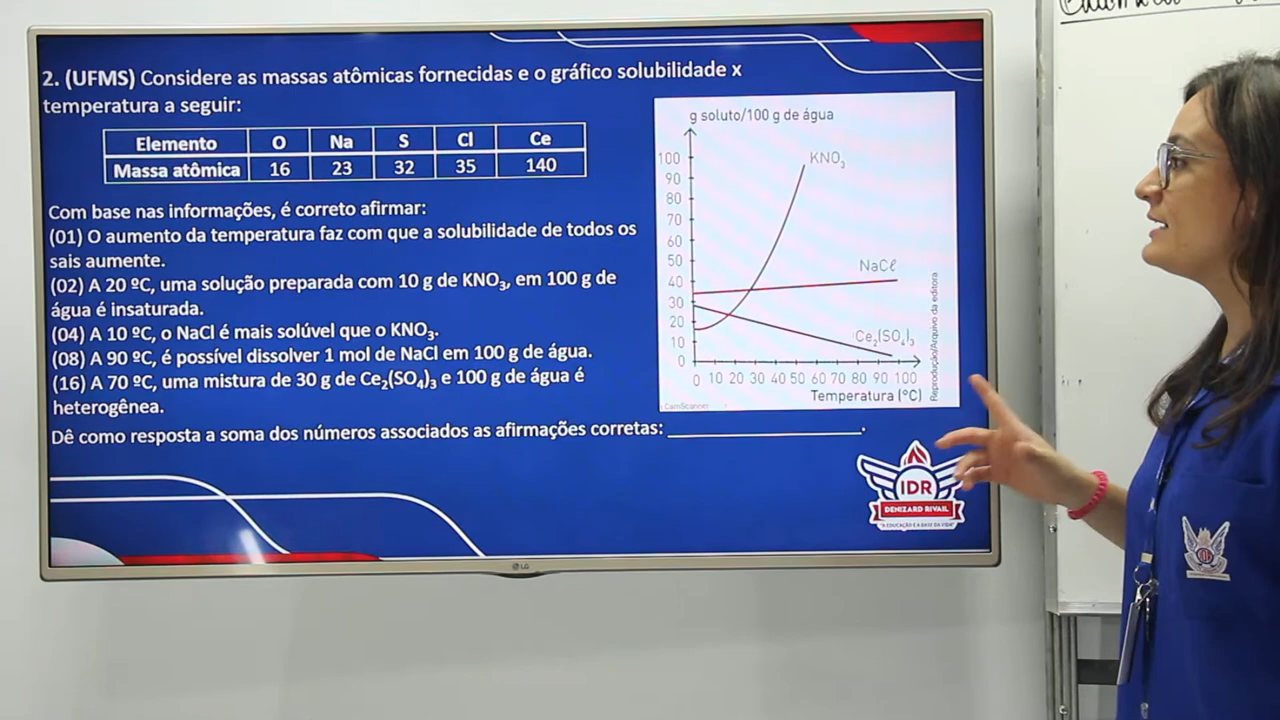 2. (UFMS) Considere as massas atômicas fornecidas e o gráfico solubilidade x
temperatura a seguir:
Elemento O Na S Cl Ce
Massa atômica 16 23 32 35 140
Com base nas informações, é correto afirmar:
(01) O aumento da temperatura faz com que a solubilidade de todos os
sais aumente.
(02) A 20 ºC, uma solução preparada com 10 g de KNO₃, em 100 g de
água é insaturada.
(04) A 10 ºC, o NaCl é mais solúvel que o KNO₃.
(08) A 90 ºC, é possível dissolver 1 mol de NaCl em 100 g de água.
(16) A 70 ºC, uma mistura de 30 g de Ce₂(SO₄)₃ e 100 g de água é
heterogênea.
Dê como resposta a soma dos números associados as afirmações corretas: ____________________.
g soluto/100 g de água
100
90
80
70
60
50
40
30
20
10
0
KNO₃
NaCℓ
Ce₂(SO₄)₃
0 10 20 30 40 50 60 70 80 90 100
Temperatura (°C)
Reprodução/Arquivo da editora
CamScanner
IDR
DENIZARD RIVAIL
"A EDUCAÇÃO É A BASE DA VIDA"
LG